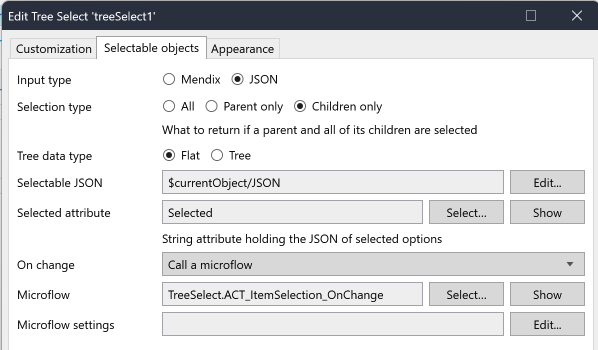 Edit Tree Select 'treeSelect1'
Customization Selectable objects Appearance
Input type Mendix JSON
Selection type All Parent only Children only
What to return if a parent and all of its children are selected
Tree data type Flat Tree
Selectable JSON $currentObject/JSON Edit...
Selected attribute Selected Select... Show
String attribute holding the JSON of selected options
On change Call a microflow
Microflow TreeSelect.ACT_ItemSelection_OnChange Select... Show
Microflow settings Edit...